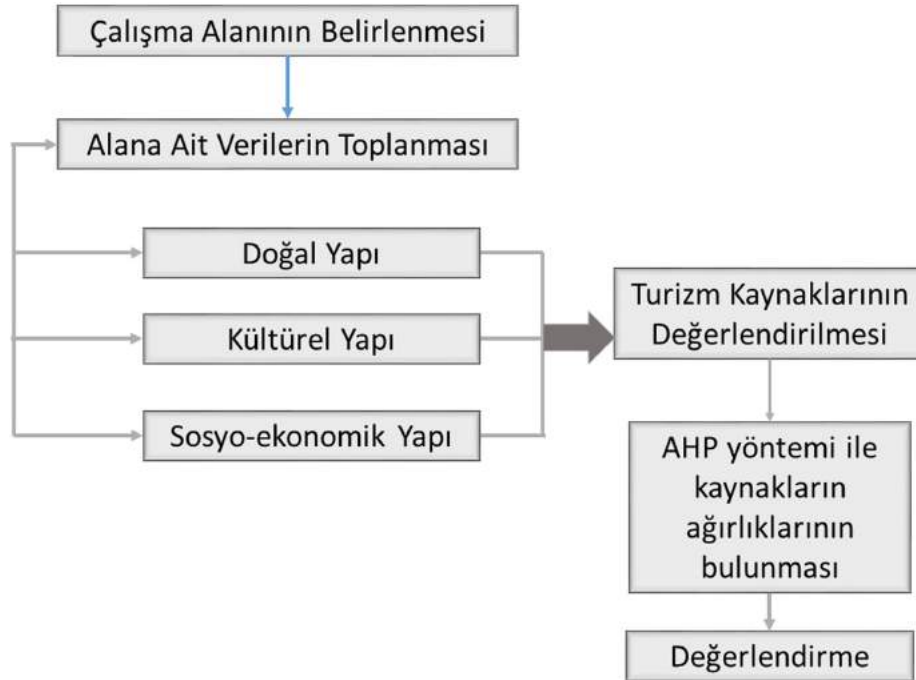 Çalışma Alanının Belirlenmesi
Alana Ait Verilerin Toplanması
Doğal Yapı
Kültürel Yapı
Sosyo-ekonomik Yapı
Turizm Kaynaklarının
Değerlendirilmesi
AHP yöntemi ile
kaynakların
ağırlıklarının
bulunması
Değerlendirme